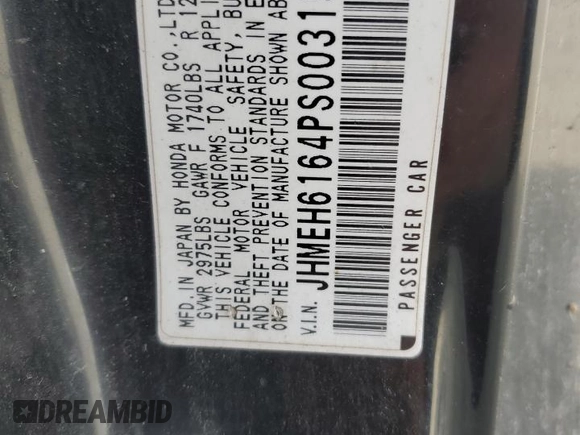 MFD. IN JAPAN BY HONDA MOTOR CO., LTD
GVWR 2975LBS GAWR F 1740LBS R 12
THIS VEHICLE CONFORMS TO ALL APPLI
FEDERAL MOTOR VEHICLE SAFETY, BU
AND THEFT PREVENTION STANDARDS IN E
ON THE DATE OF MANUFACTURE SHOWN AB
V.I.N. JHMEH6164PS0031
PASSENGER CAR
DREAMBID